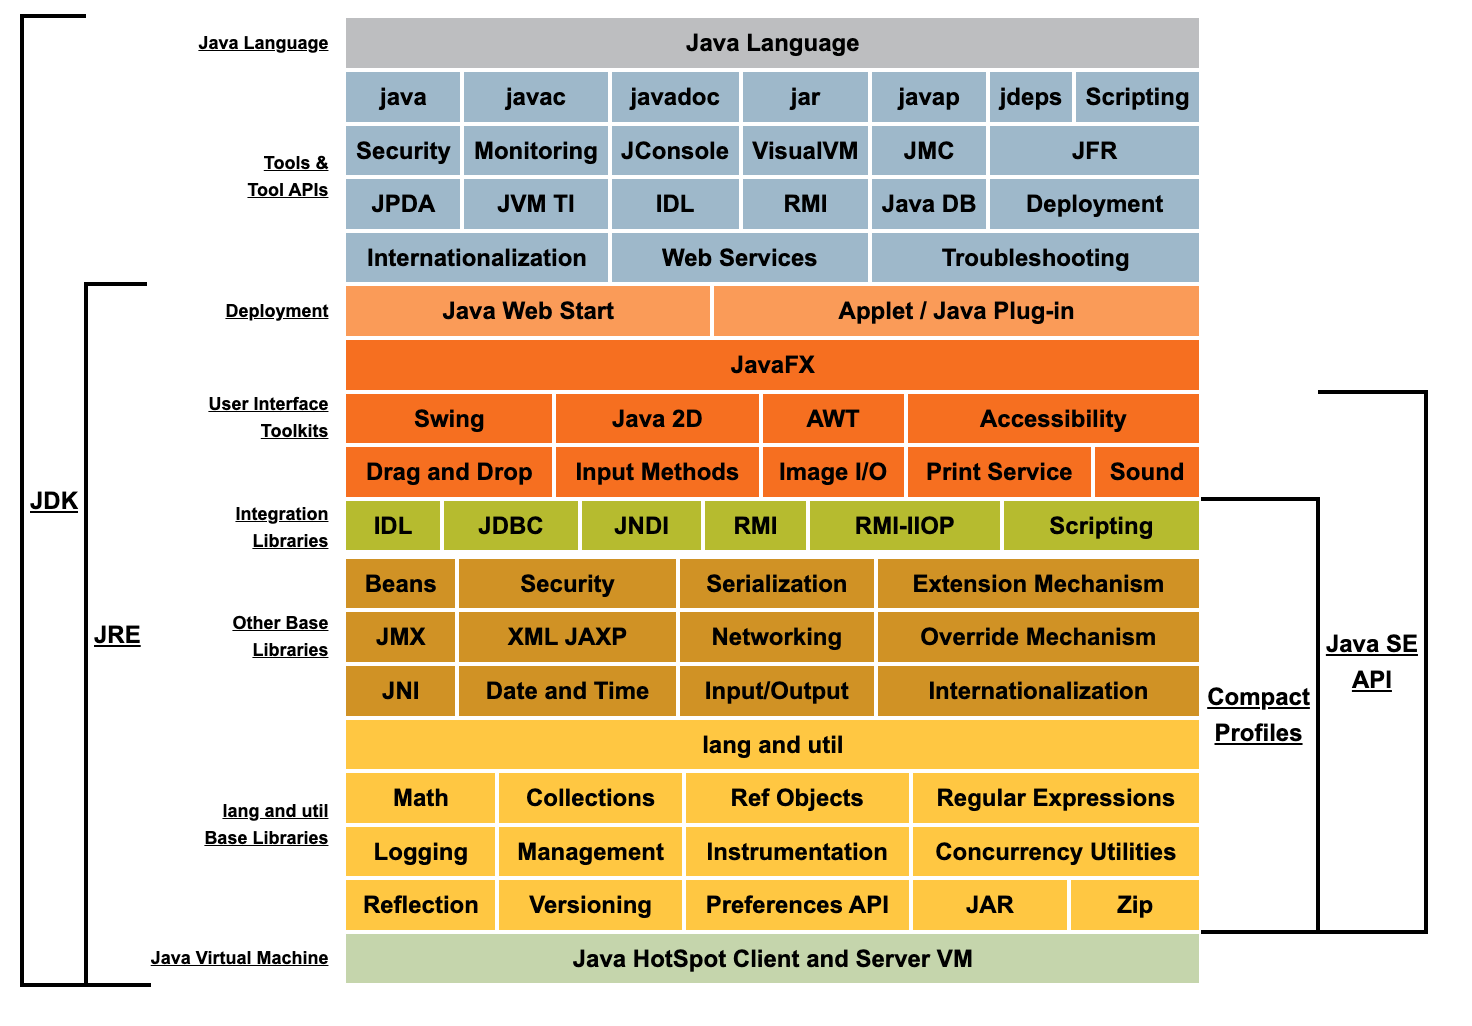 Java Language
Java Language
java javac javadoc jar javap jdeps Scripting
Tools &
Tool APIs
Security Monitoring JConsole VisualVM JMC JFR
JPDA JVM TI IDL RMI Java DB Deployment
Internationalization Web Services Troubleshooting
Deployment
Java Web Start Applet / Java Plug-in
JavaFX
User Interface
Toolkits
Swing Java 2D AWT Accessibility
Drag and Drop Input Methods Image I/O Print Service Sound
JDK
Integration
Libraries
IDL JDBC JNDI RMI RMI-IIOP Scripting
Beans Security Serialization Extension Mechanism
JRE
Other Base
Libraries
JMX XML JAXP Networking Override Mechanism
JNI Date and Time Input/Output Internationalization
Java SE
API
Compact
Profiles
lang and util
lang and util
Base Libraries
Math Collections Ref Objects Regular Expressions
Logging Management Instrumentation Concurrency Utilities
Reflection Versioning Preferences API JAR Zip
Java Virtual Machine
Java HotSpot Client and Server VM